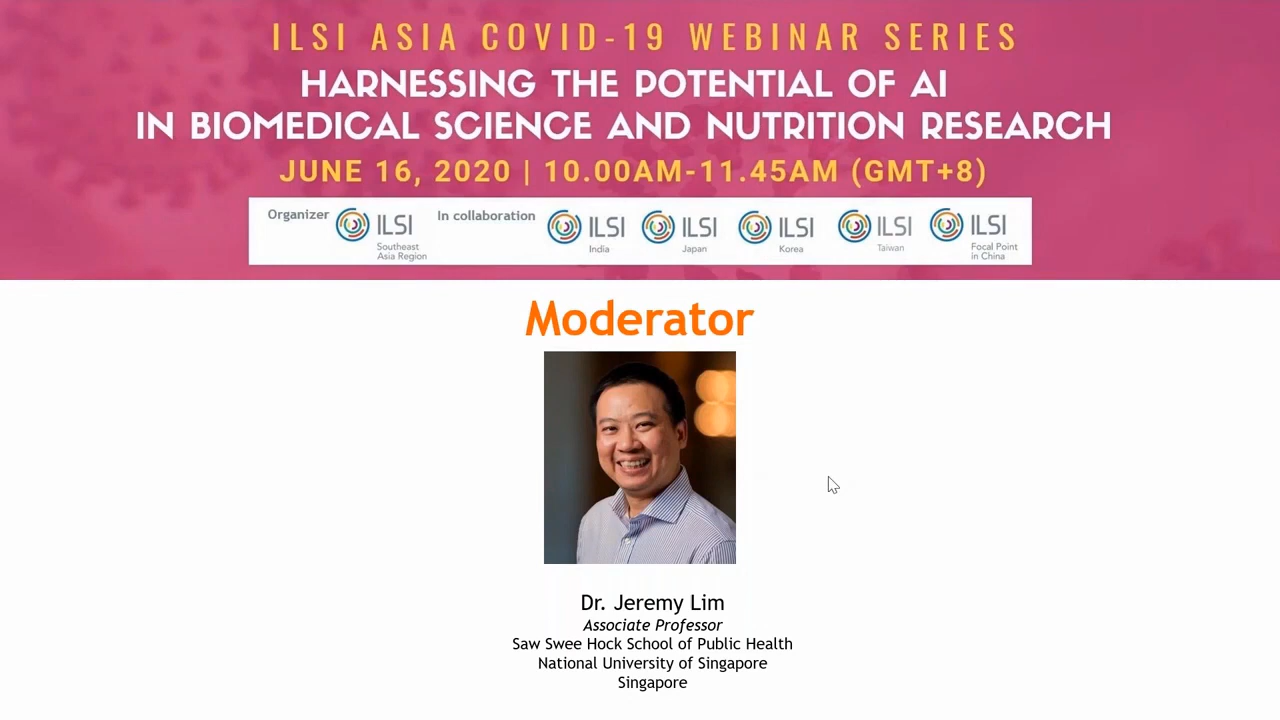 ILSI ASIA COVID-19 WEBINAR SERIES
HARNESSING THE POTENTIAL OF AI
IN BIOMEDICAL SCIENCE AND NUTRITION RESEARCH
JUNE 16, 2020 | 10.00AM-11.45AM (GMT+8)
Organizer
ILSI
Southeast
Asia Region
In collaboration
ILSI
India
ILSI
Japan
ILSI
Korea
ILSI
Taiwan
ILSI
Focal Point
in China
Moderator
Dr. Jeremy Lim
Associate Professor
Saw Swee Hock School of Public Health
National University of Singapore
Singapore